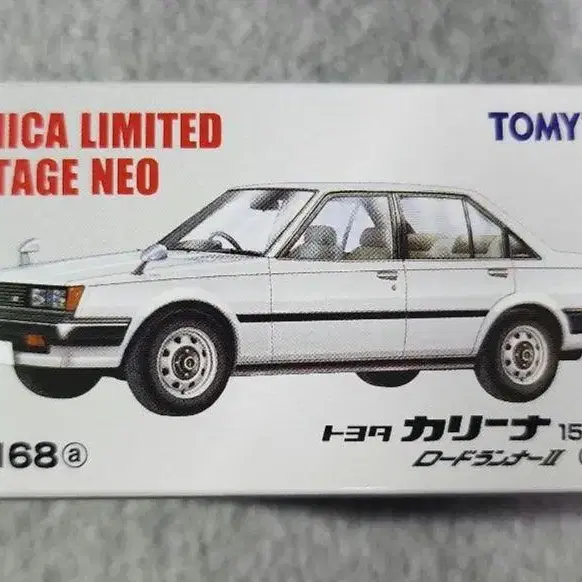 ICA LIMITED
TAGE NEO
TOMY
168ⓐ
トヨタ カリーナ 15
ロードランナーII